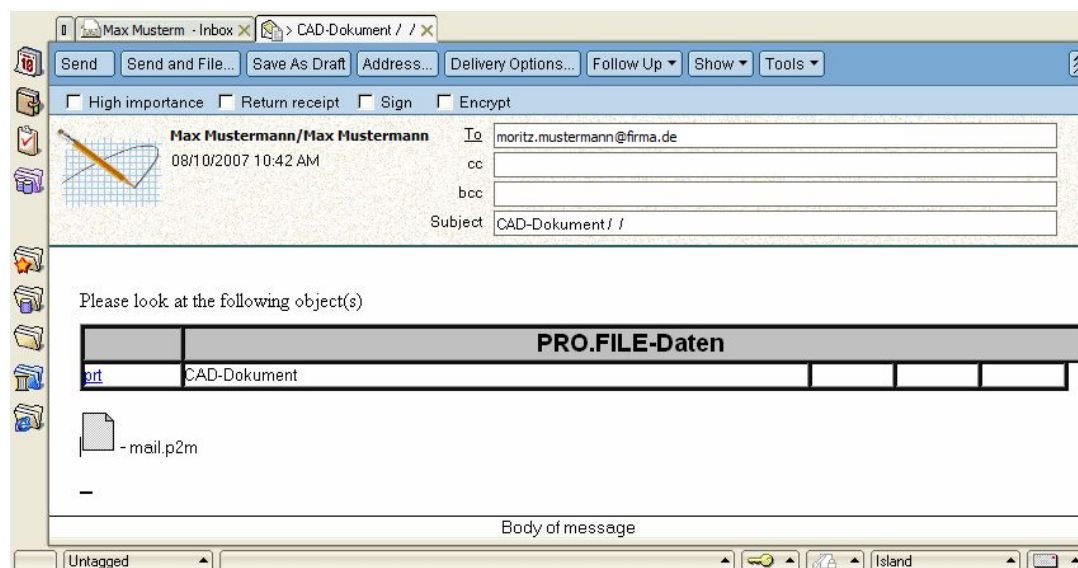 Max Musterm - Inbox > CAD-Dokument / /
Send Send and File... Save As Draft Address... Delivery Options... Follow Up Show Tools
High importance Return receipt Sign Encrypt
Max Mustermann/Max Mustermann To moritz.mustermann@firma.de
08/10/2007 10:42 AM cc
bcc
Subject CAD-Dokument / /
Please look at the following object(s)
PRO.FILE-Daten
prt CAD-Dokument
- mail.p2m
Body of message
Untagged Island